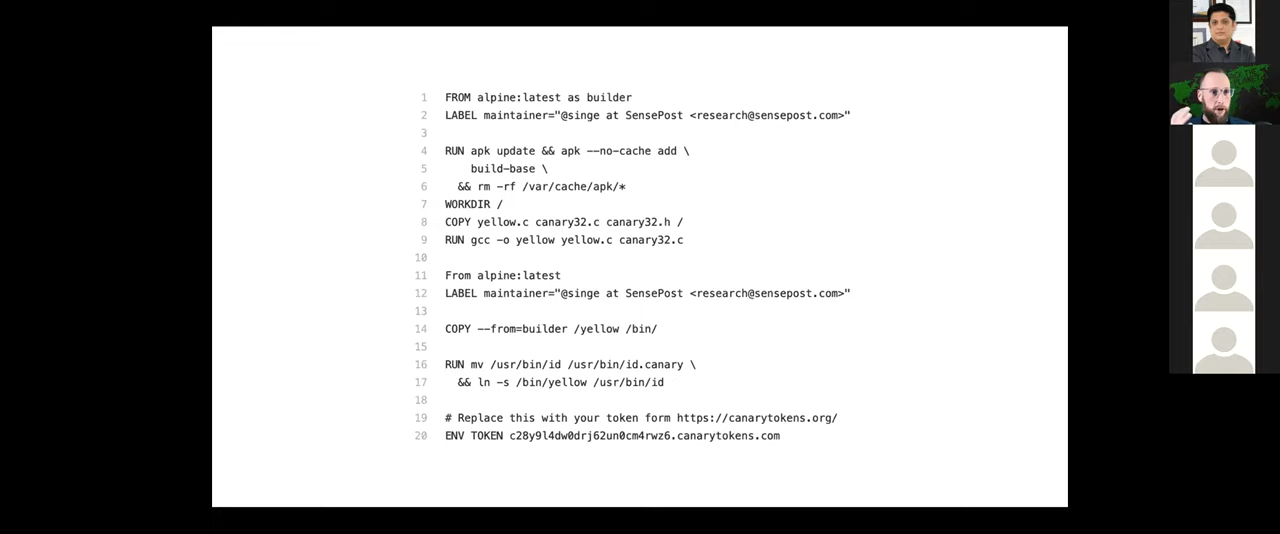 1 FROM alpine:latest as builder
2 LABEL maintainer="@singe at SensePost <research@sensepost.com>"
3
4 RUN apk update && apk --no-cache add \
5 build-base \
6 && rm -rf /var/cache/apk/*
7 WORKDIR /
8 COPY yellow.c canary32.c canary32.h /
9 RUN gcc -o yellow yellow.c canary32.c
10
11 From alpine:latest
12 LABEL maintainer="@singe at SensePost <research@sensepost.com>"
13
14 COPY --from=builder /yellow /bin/
15
16 RUN mv /usr/bin/id /usr/bin/id.canary \
17 && ln -s /bin/yellow /usr/bin/id
18
19 # Replace this with your token form https://canarytokens.org/
20 ENV TOKEN c28y9l4dw0drj62un0cm4rwz6.canarytokens.com